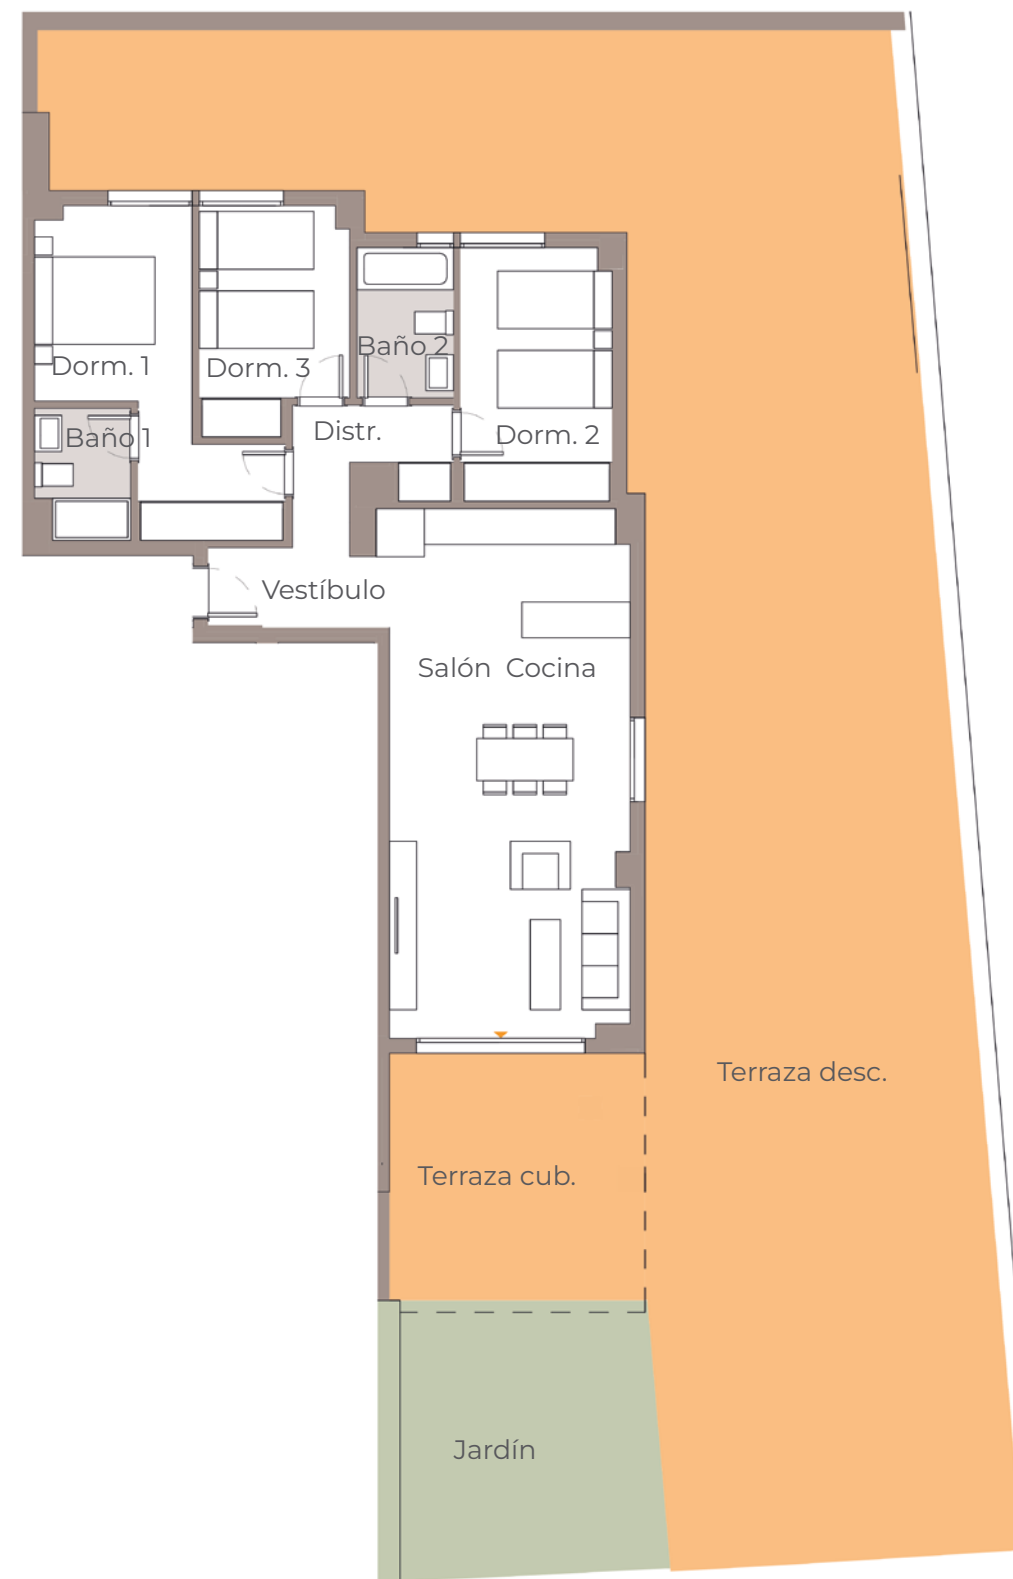 Dorm. 1
Dorm. 3
Baño 2
Baño 1
Distr.
Dorm. 2
Vestíbulo
Salón Cocina
Terraza desc.
Terraza cub.
Jardín